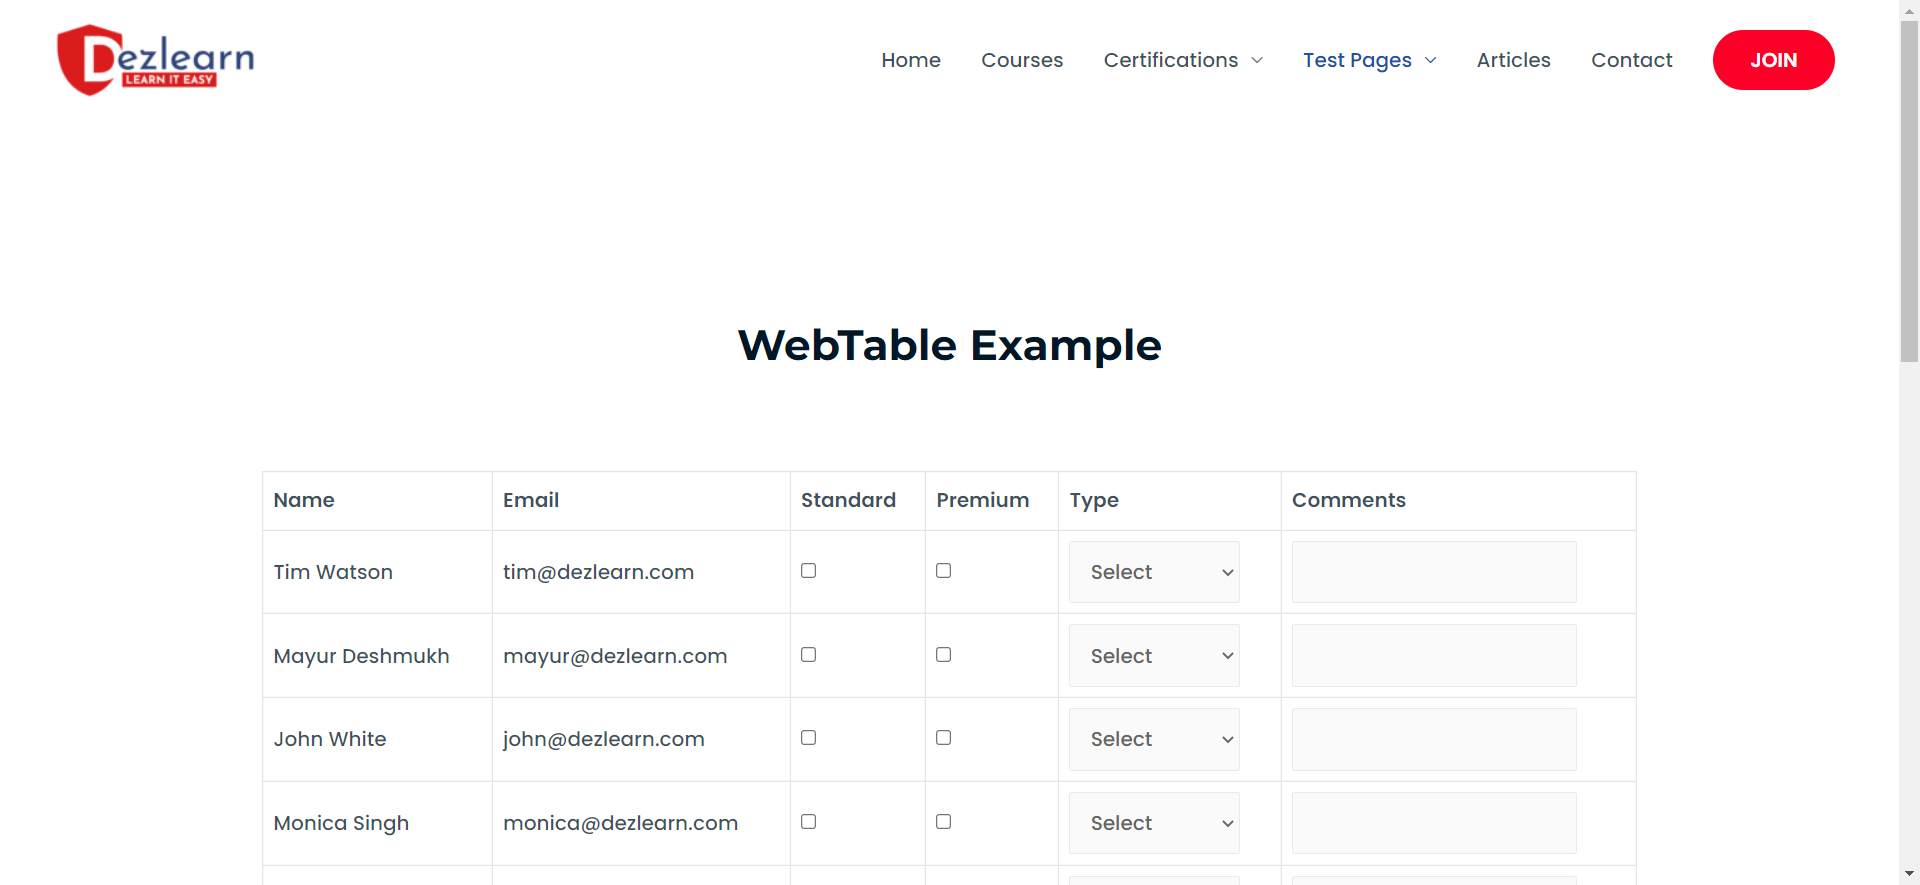 Dezlearn
LEARN IT EASY
Home Courses Certifications Test Pages Articles Contact JOIN
WebTable Example
Name Email Standard Premium Type Comments
Tim Watson tim@dezlearn.com Select
Mayur Deshmukh mayur@dezlearn.com Select
John White john@dezlearn.com Select
Monica Singh monica@dezlearn.com Select